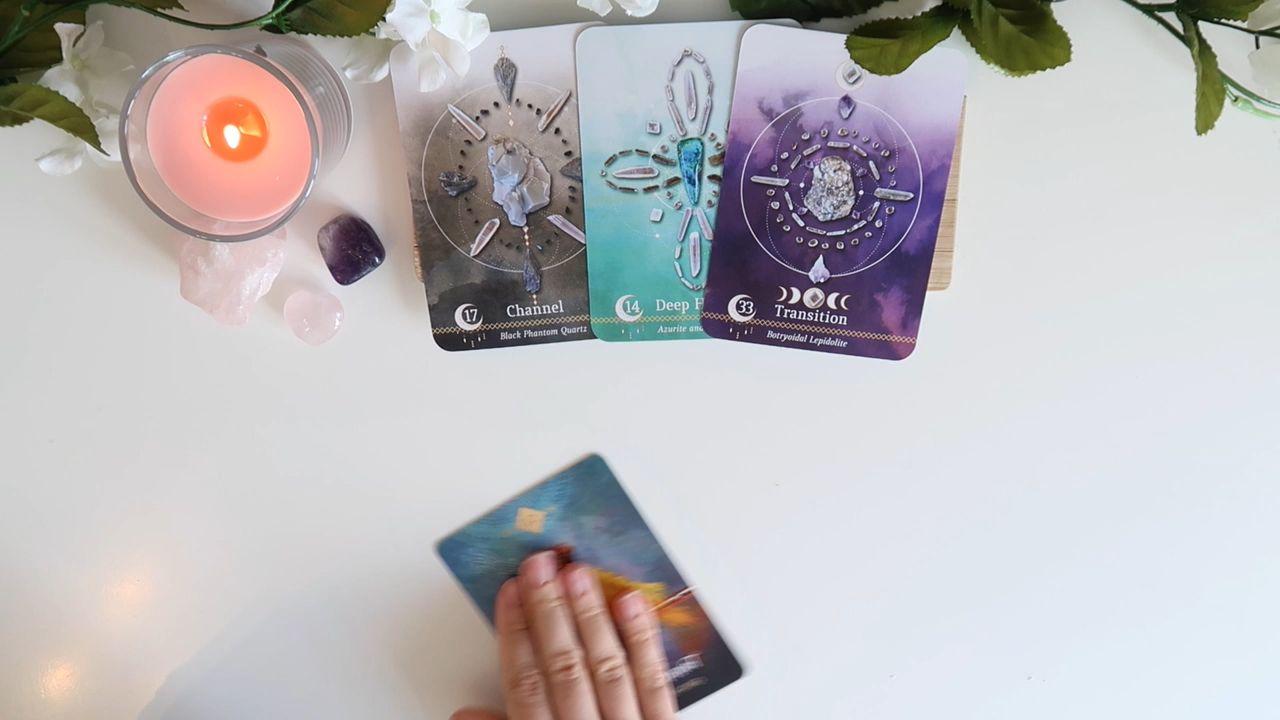 17
Channel
Black Phantom Quartz
14
Deep H
Azurite and
33
Transition
Botryoidal Lepidolite